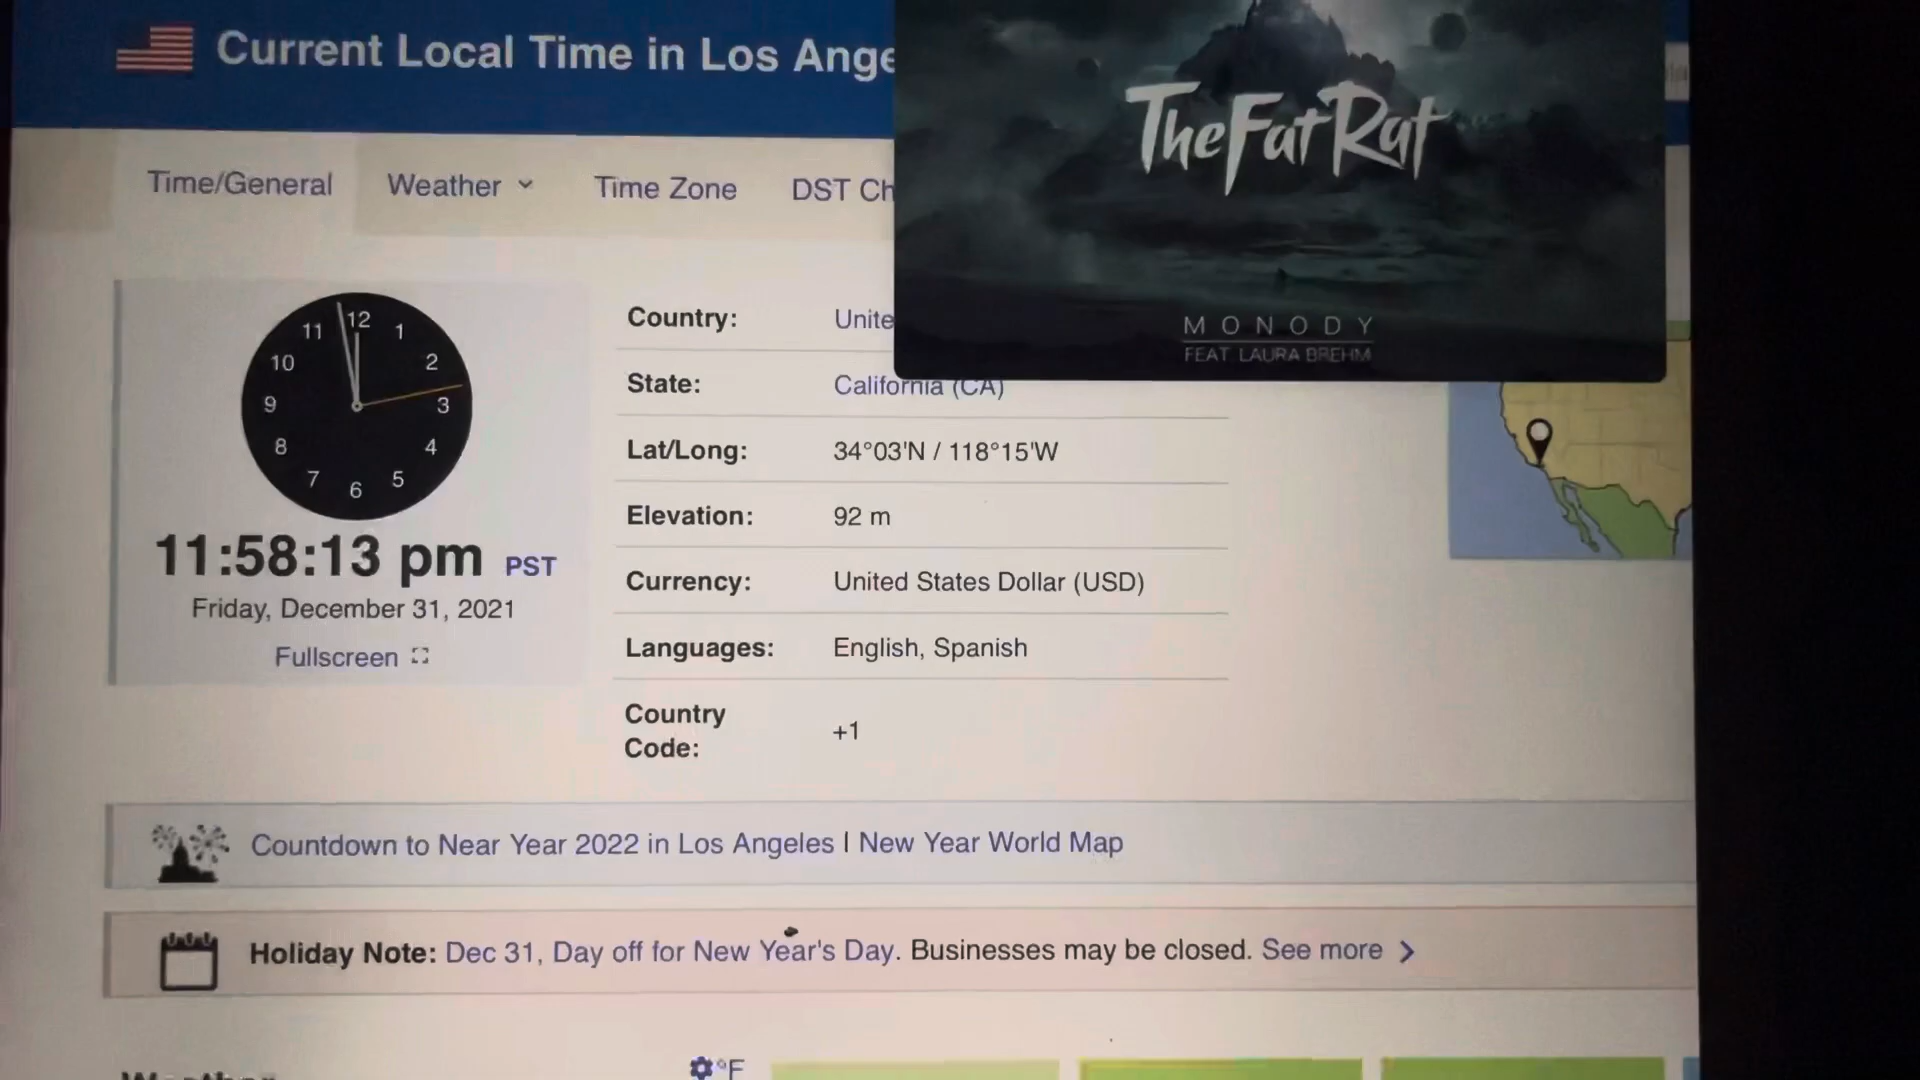 Current Local Time in Los Ange
TheFatRat
MONODY
FEAT LAURA BREHM
Time/General
Weather
Time Zone
DST Ch
12
11
1
10
2
9
3
8
4
7
5
6
11:58:13 pm PST
Friday, December 31, 2021
Fullscreen
Country: Unite
State: California (CA)
Lat/Long: 34°03'N / 118°15'W
Elevation: 92 m
Currency: United States Dollar (USD)
Languages: English, Spanish
Country
Code: +1
Countdown to Near Year 2022 in Los Angeles | New Year World Map
Holiday Note: Dec 31, Day off for New Year's Day. Businesses may be closed. See more
°F